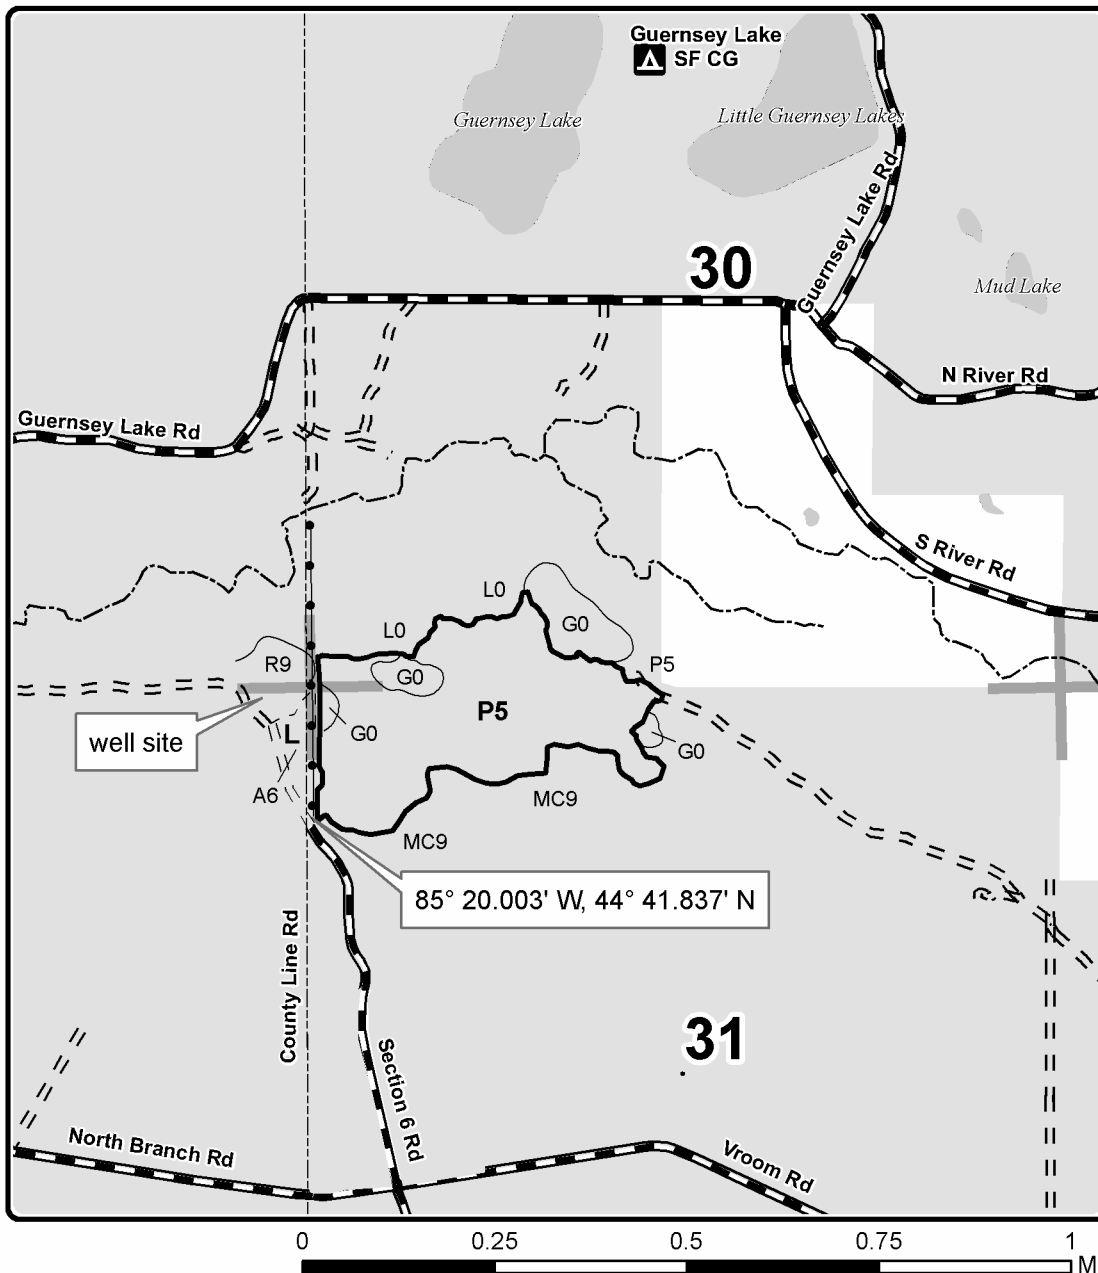 Guernsey Lake
SF CG
Guernsey Lake
Little Guernsey Lakes
Guernsey Lake Rd
30
Mud Lake
N River Rd
Guernsey Lake Rd
S River Rd
L0
L0
G0
R9
G0
P5
P5
well site
L
G0
G0
A6
MC9
MC9
85° 20.003' W, 44° 41.837' N
County Line Rd
31
Section 6 Rd
North Branch Rd
Vroom Rd
0 0.25 0.5 0.75 1
M